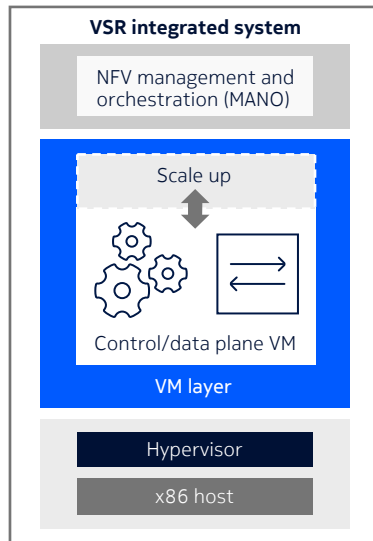 VSR integrated system
NFV management and
orchestration (MANO)
Scale up
Control/data plane VM
VM layer
Hypervisor
x86 host